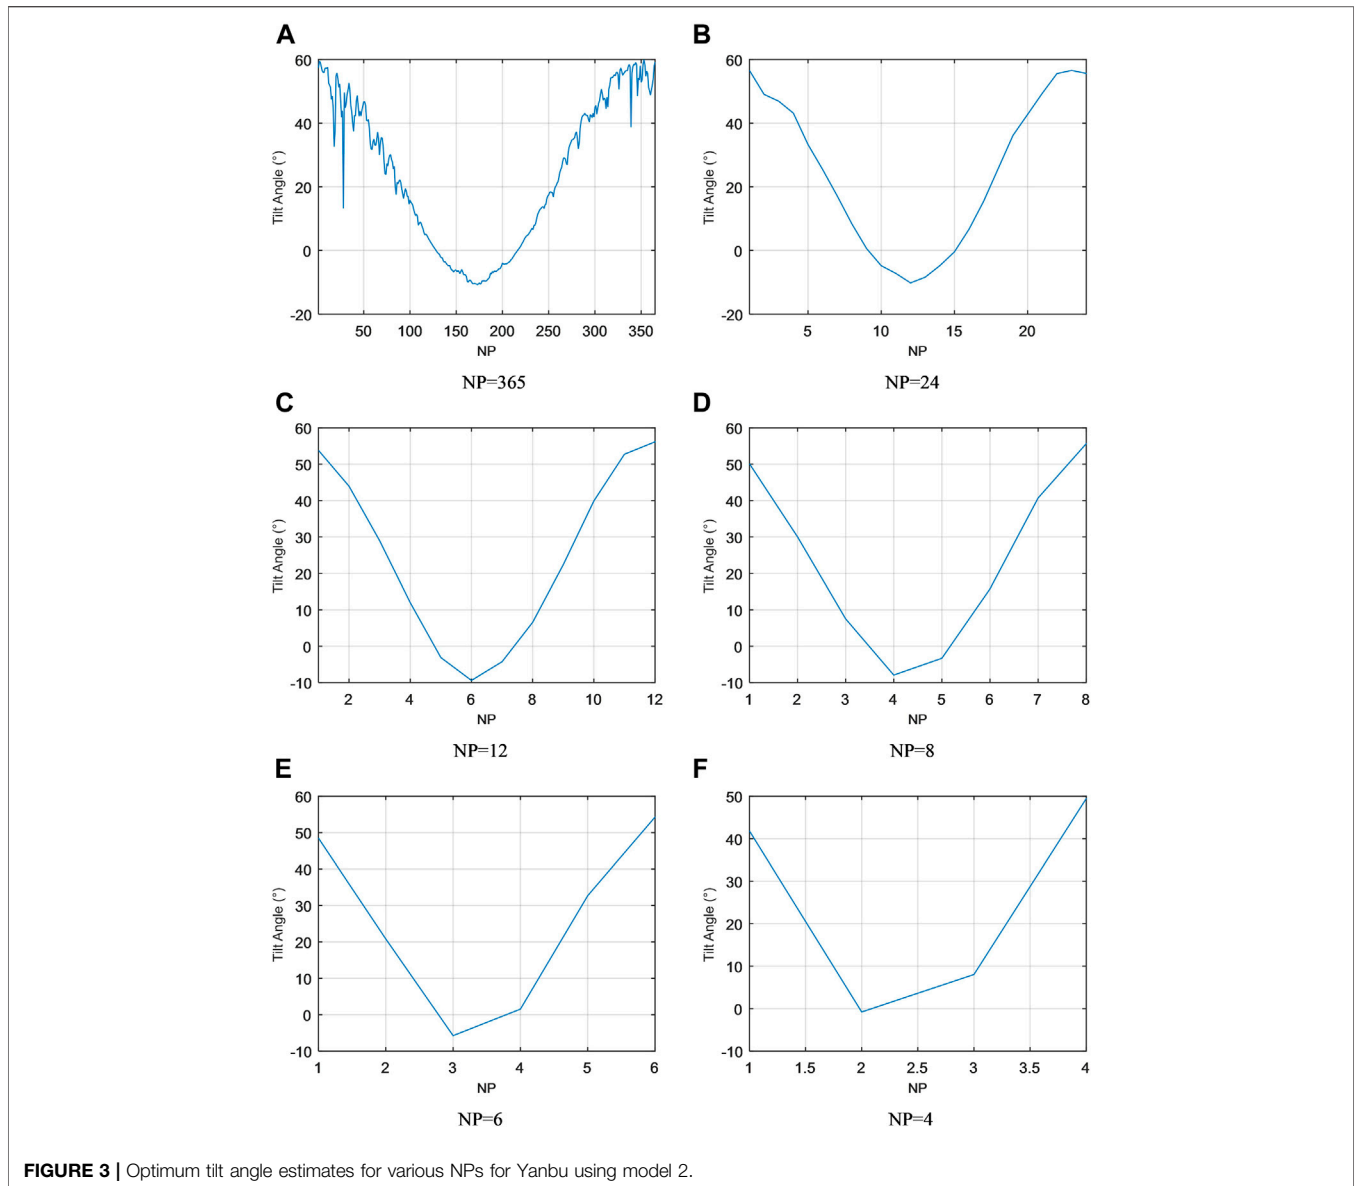 A
B
60
40
20
0
-20
Tilt Angle (°)
50 100 150 200 250 300 350
NP
NP=365
60
40
20
0
-20
Tilt Angle (°)
5 10 15 20
NP
NP=24
C
D
60
50
40
30
20
10
0
-10
Tilt Angle (°)
2 4 6 8 10 12
NP
NP=12
60
50
40
30
20
10
0
-10
Tilt Angle (°)
1 2 3 4 5 6 7 8
NP
NP=8
E
F
60
50
40
30
20
10
0
-10
Tilt Angle (°)
1 2 3 4 5 6
NP
NP=6
50
40
30
20
10
0
-10
Tilt Angle (°)
1 1.5 2 2.5 3 3.5 4
NP
NP=4
FIGURE 3 | Optimum tilt angle estimates for various NPs for Yanbu using model 2.